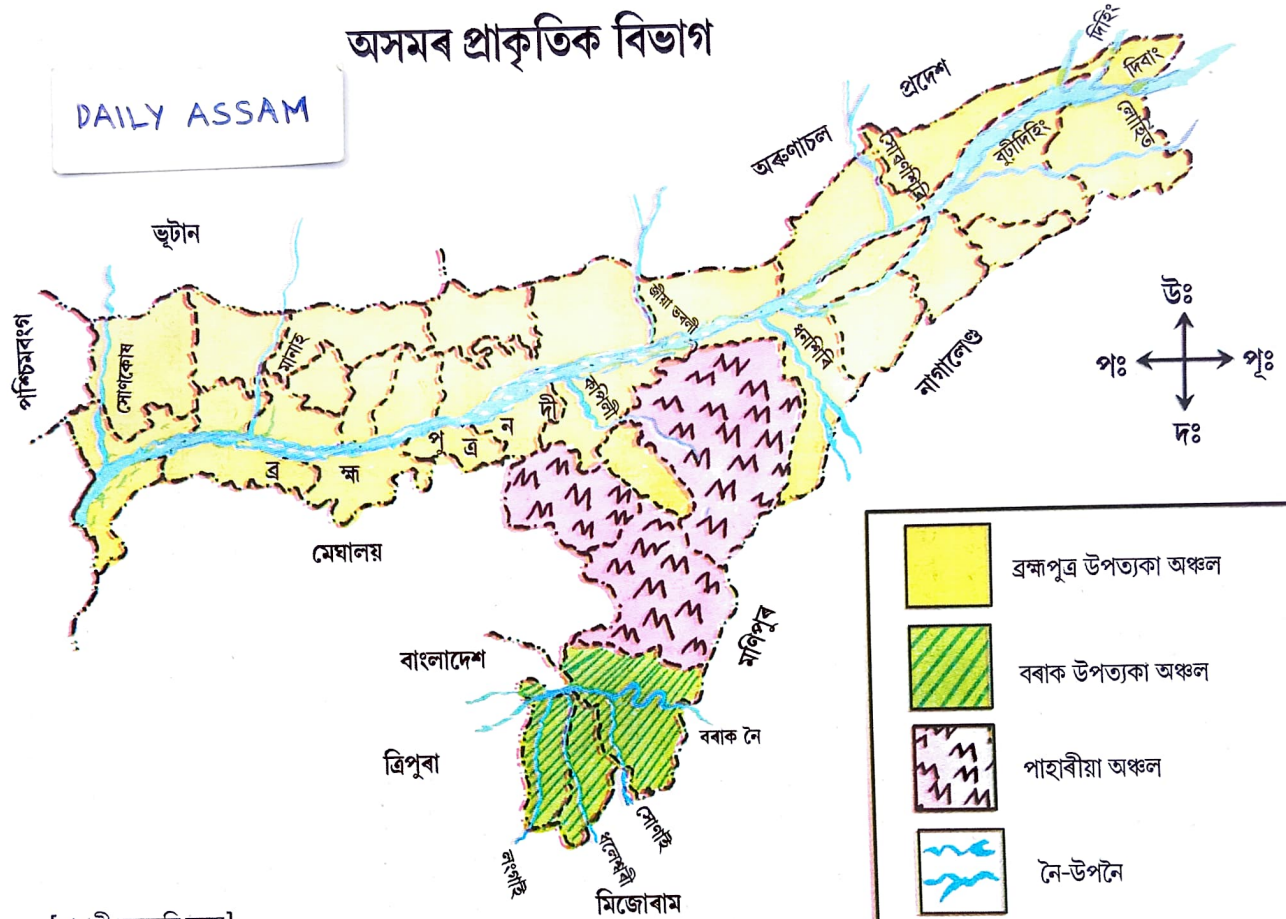 অসমৰ প্ৰাকৃতিক বিভাগ
DAILY ASSAM
দিহিং
দিবাং
প্ৰদেশ
লোহিত
অৰুণাচল
সোৱণশিৰি
বুঢ়ীদিহিং
ভূটান
পশ্চিমবংগ
সোণকোষ
মানাহ
জীয়া ভৰলী
ধনশিৰি
নাগালেণ্ড
উঃ
পঃ
পূঃ
দঃ
কপিলী
ব্ৰ হ্ম পু ত্ৰ ন দী
মেঘালয়
মণিপুৰ
বাংলাদেশ
বৰাক নৈ
ত্ৰিপুৰা
সোণাই
ধলেশ্বৰী
লংগাই
মিজোৰাম
ব্ৰহ্মপুত্ৰ উপত্যকা অঞ্চল
বৰাক উপত্যকা অঞ্চল
পাহাৰীয়া অঞ্চল
নৈ-উপনৈ